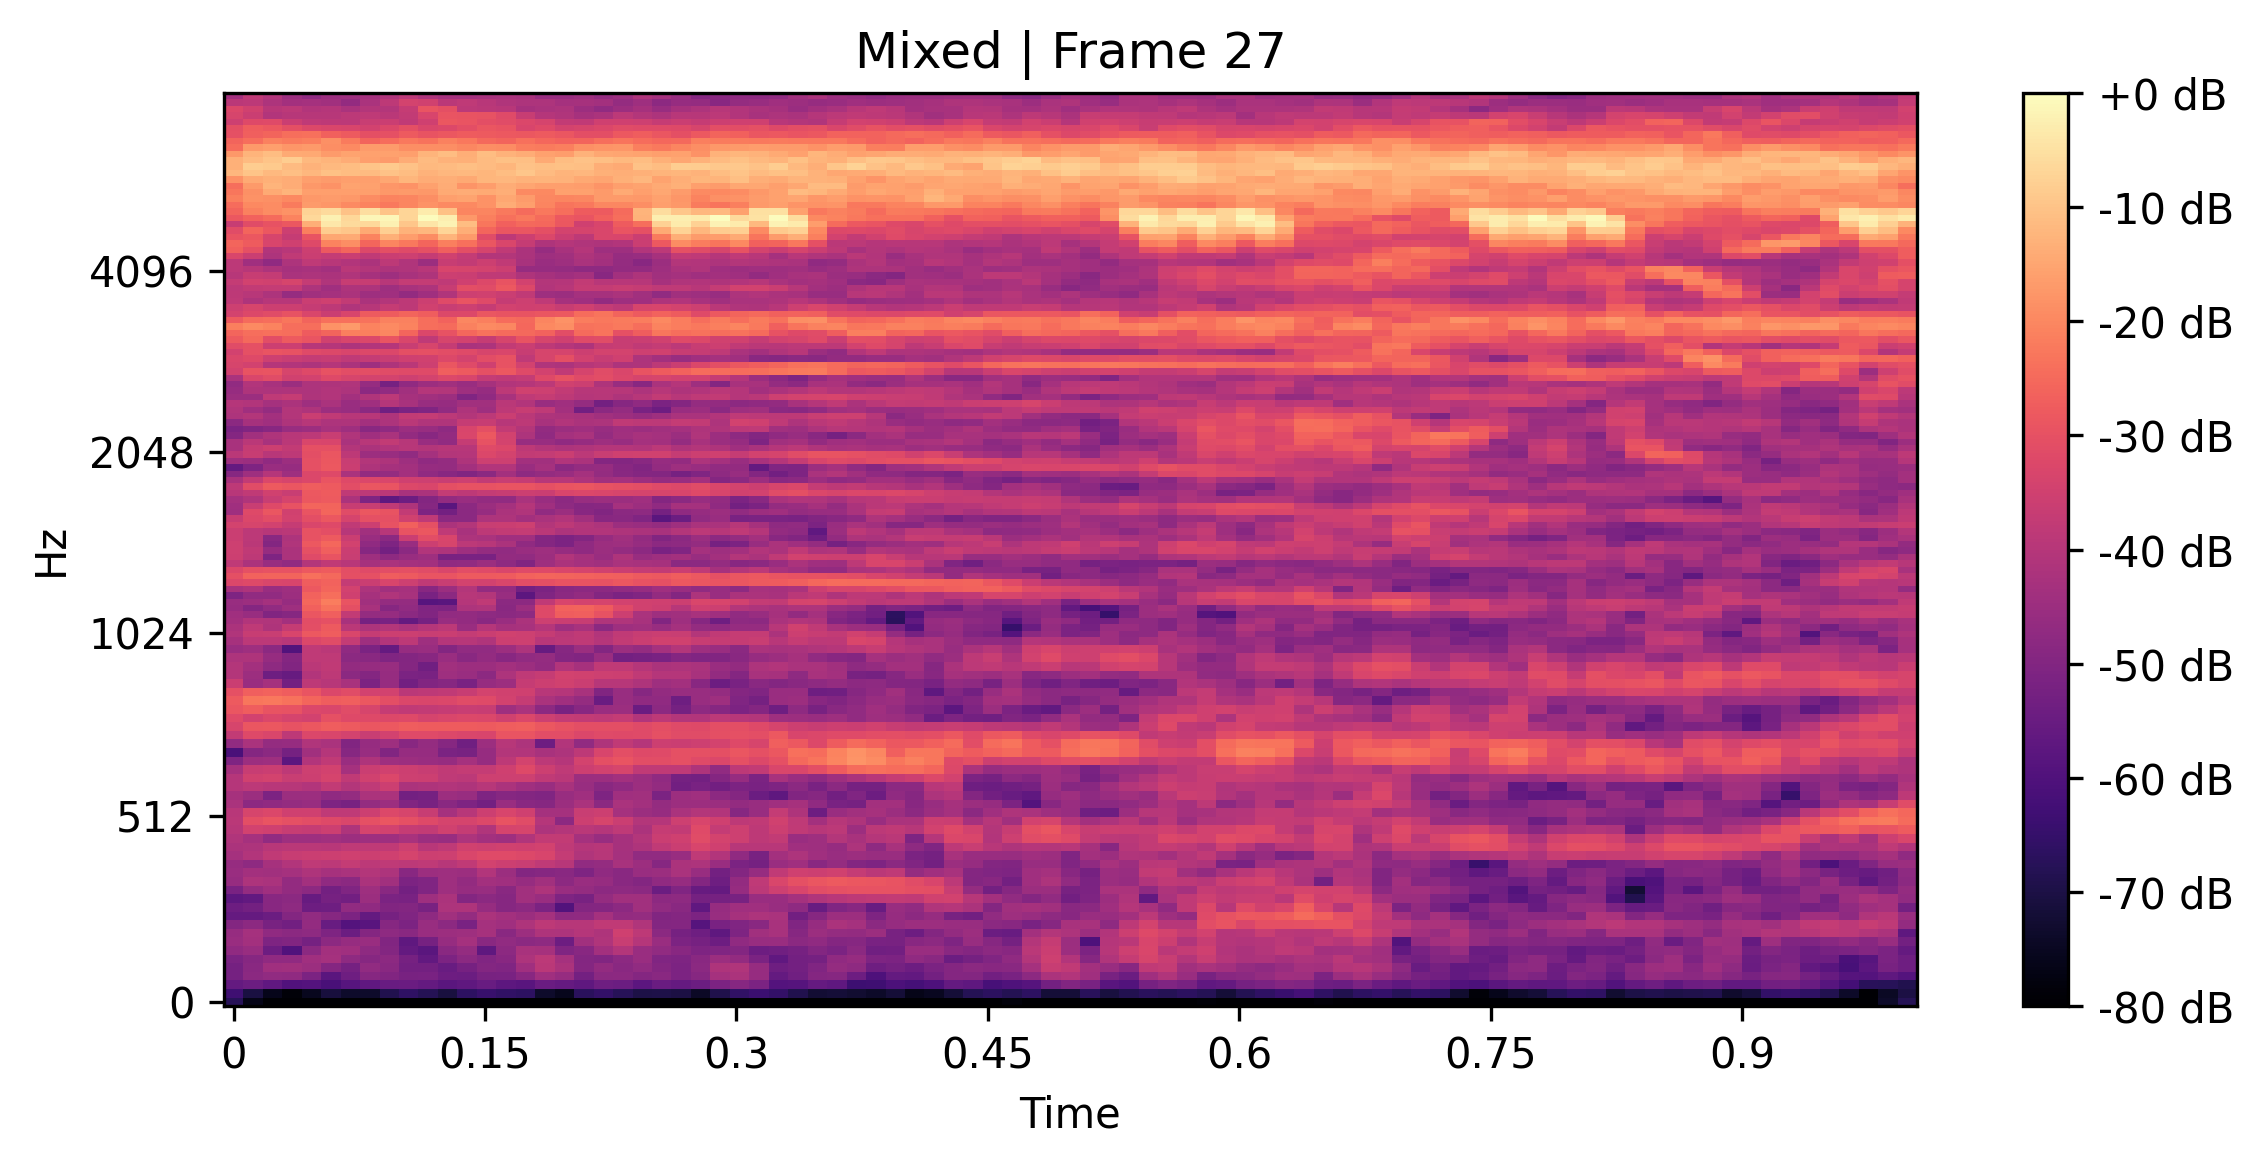 Mixed | Frame 27
+0 dB
-10 dB
-20 dB
-30 dB
-40 dB
-50 dB
-60 dB
-70 dB
-80 dB
4096
2048
1024
512
0
Hz
0
0.15
0.3
0.45
0.6
0.75
0.9
Time